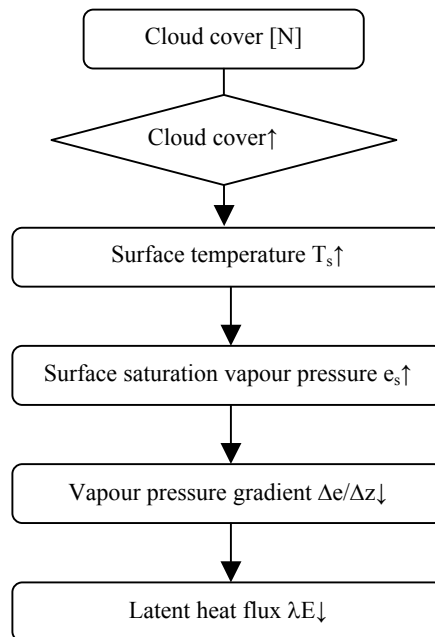 Cloud cover [N]
Cloud cover↑
Surface temperature Tₛ↑
Surface saturation vapour pressure eₛ↑
Vapour pressure gradient Δe/Δz↓
Latent heat flux λE↓